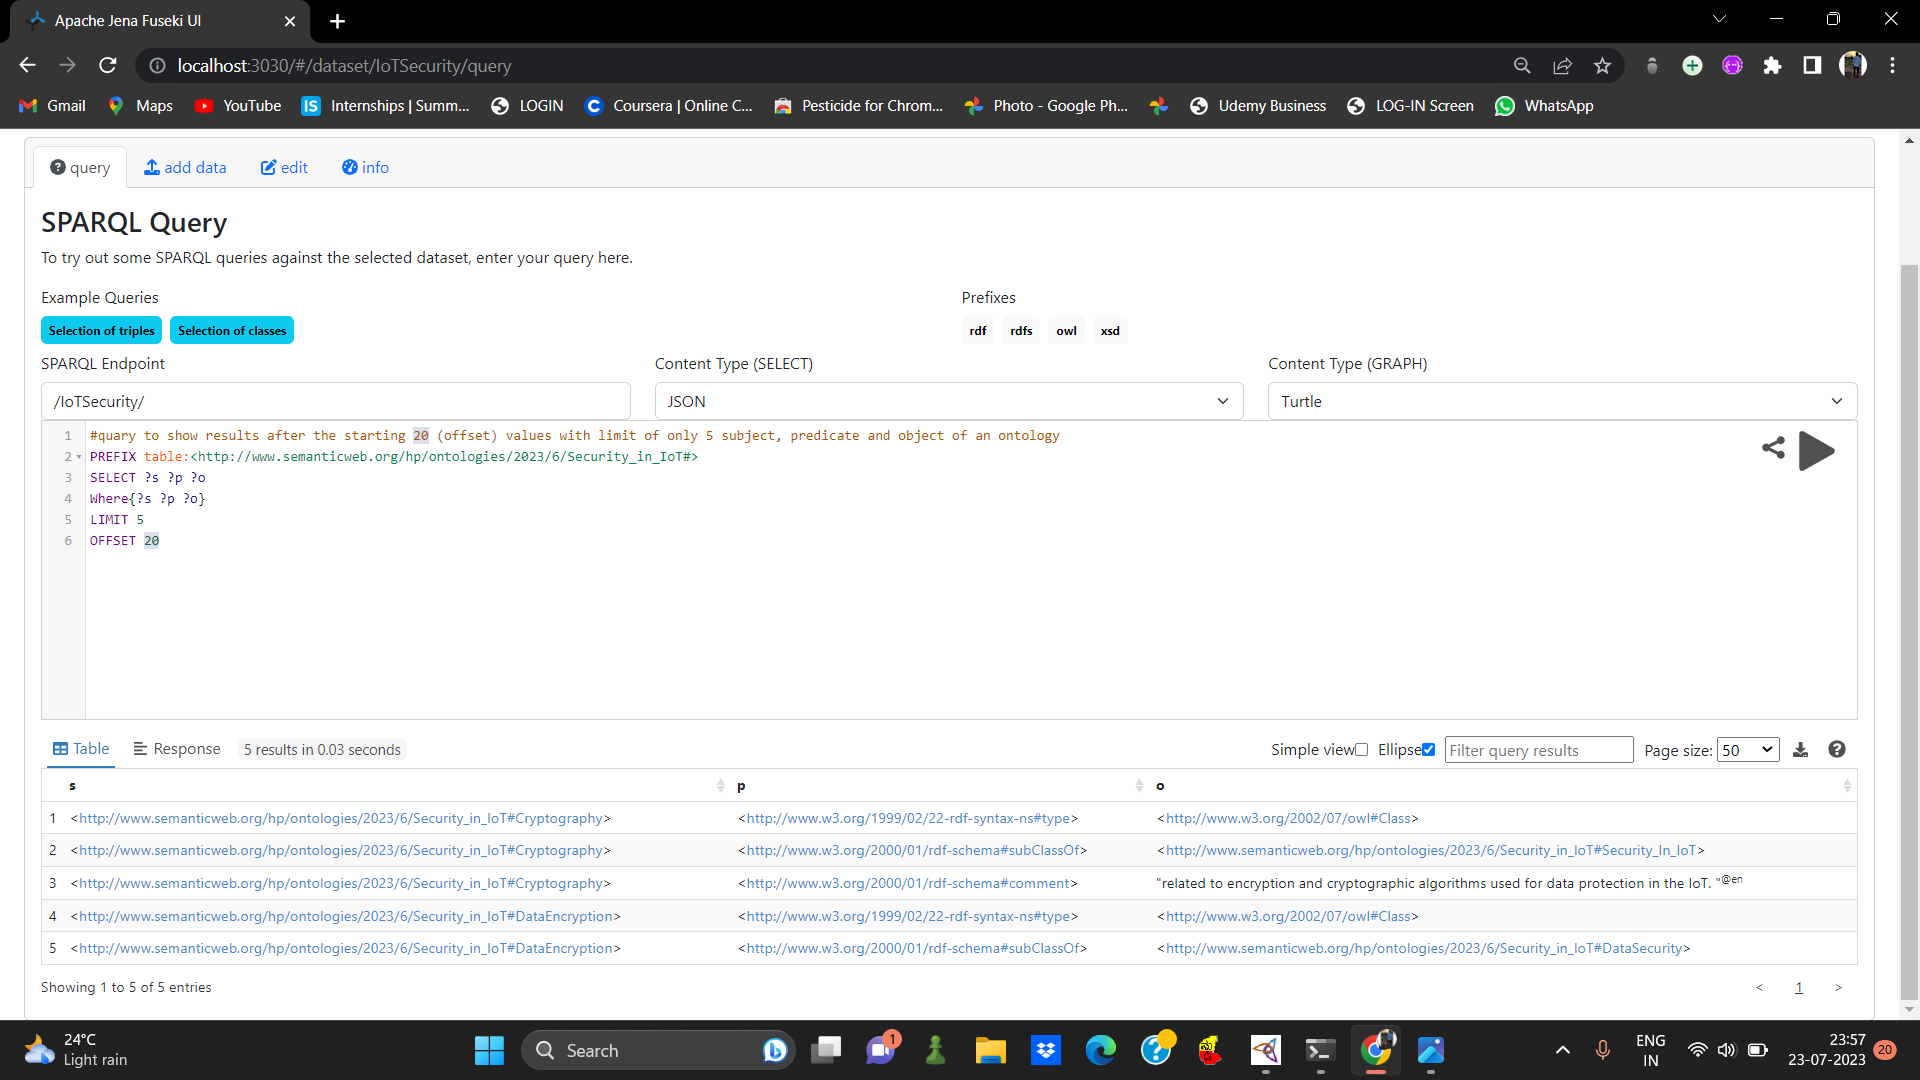 Apache Jena Fuseki UI
localhost:3030/#/dataset/IoTSecurity/query
Gmail Maps YouTube IS Internships | Summ... LOGIN Coursera | Online C... Pesticide for Chrom... Photo - Google Ph... Udemy Business LOG-IN Screen WhatsApp
query add data edit info
SPARQL Query
To try out some SPARQL queries against the selected dataset, enter your query here.
Example Queries Prefixes
Selection of triples Selection of classes rdf rdfs owl xsd
SPARQL Endpoint Content Type (SELECT) Content Type (GRAPH)
/IoTSecurity/ JSON Turtle
1 #quary to show results after the starting 20 (offset) values with limit of only 5 subject, predicate and object of an ontology
2 PREFIX table:<http://www.semanticweb.org/hp/ontologies/2023/6/Security_in_IoT#>
3 SELECT ?s ?p ?o
4 Where{?s ?p ?o}
5 LIMIT 5
6 OFFSET 20
Table Response 5 results in 0.03 seconds Simple view Ellipse Filter query results Page size: 50
s p o
1 <http://www.semanticweb.org/hp/ontologies/2023/6/Security_in_IoT#Cryptography> <http://www.w3.org/1999/02/22-rdf-syntax-ns#type> <http://www.w3.org/2002/07/owl#Class>
2 <http://www.semanticweb.org/hp/ontologies/2023/6/Security_in_IoT#Cryptography> <http://www.w3.org/2000/01/rdf-schema#subClassOf> <http://www.semanticweb.org/hp/ontologies/2023/6/Security_in_IoT#Security_In_IoT>
3 <http://www.semanticweb.org/hp/ontologies/2023/6/Security_in_IoT#Cryptography> <http://www.w3.org/2000/01/rdf-schema#comment> "related to encryption and cryptographic algorithms used for data protection in the IoT. "@en
4 <http://www.semanticweb.org/hp/ontologies/2023/6/Security_in_IoT#DataEncryption> <http://www.w3.org/1999/02/22-rdf-syntax-ns#type> <http://www.w3.org/2002/07/owl#Class>
5 <http://www.semanticweb.org/hp/ontologies/2023/6/Security_in_IoT#DataEncryption> <http://www.w3.org/2000/01/rdf-schema#subClassOf> <http://www.semanticweb.org/hp/ontologies/2023/6/Security_in_IoT#DataSecurity>
Showing 1 to 5 of 5 entries < 1 >
24°C
Light rain
Search
1
ENG
IN
23:57
23-07-2023
20